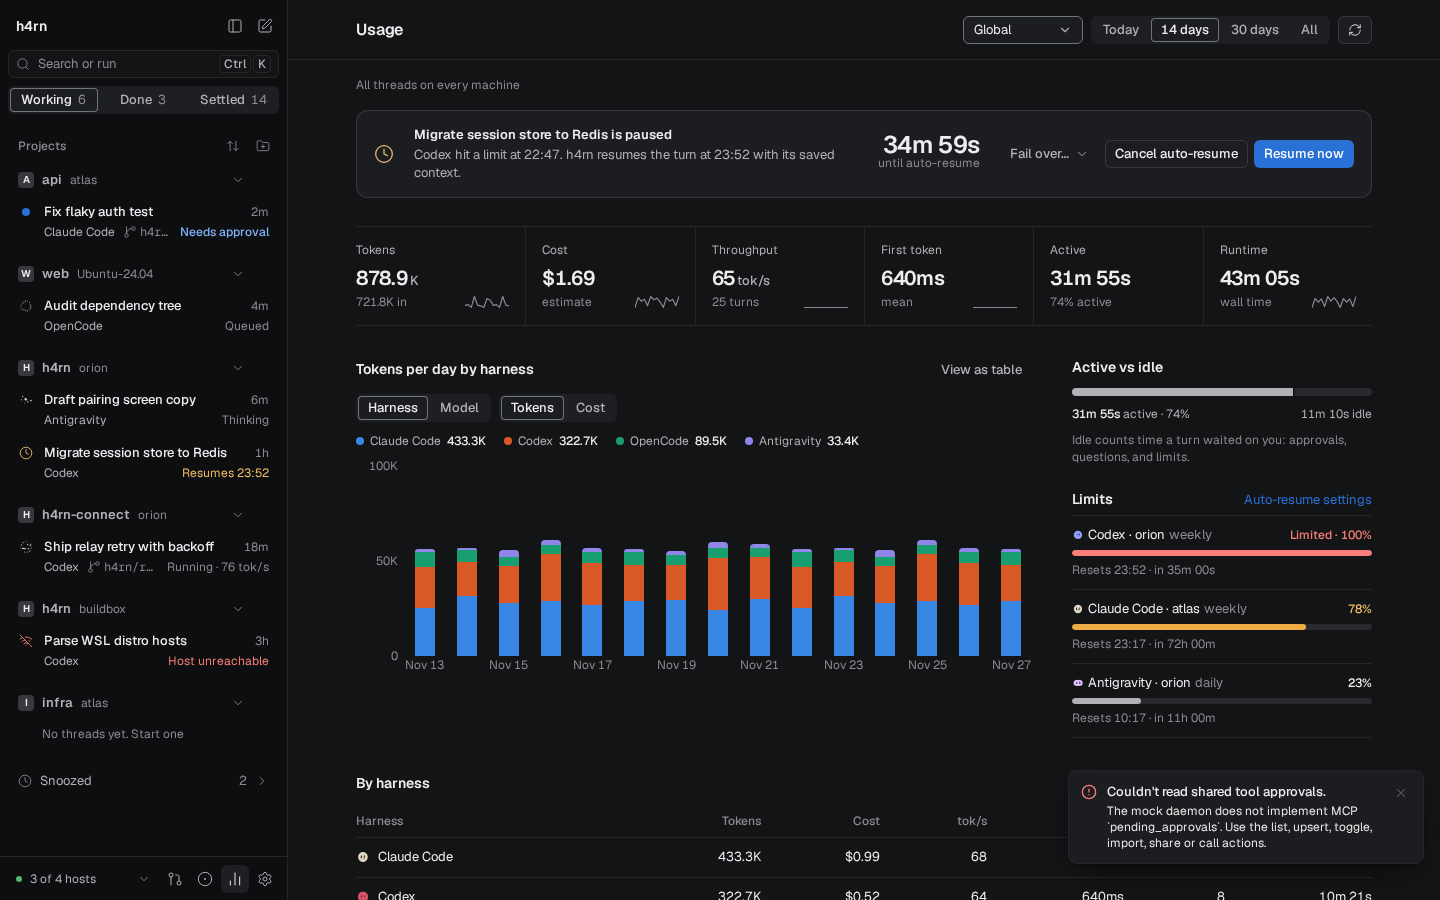 h4rn
Search or run Ctrl K
Working 6 Done 3 Settled 14
Projects
A api atlas
Fix flaky auth test 2m
Claude Code h4r... Needs approval
W web Ubuntu-24.04
Audit dependency tree 4m
OpenCode Queued
H h4rn orion
Draft pairing screen copy 6m
Antigravity Thinking
Migrate session store to Redis 1h
Codex Resumes 23:52
H h4rn-connect orion
Ship relay retry with backoff 18m
Codex h4rn/r... Running · 76 tok/s
H h4rn buildbox
Parse WSL distro hosts 3h
Codex Host unreachable
I infra atlas
No threads yet. Start one
Snoozed 2
3 of 4 hosts
Usage
Global Today 14 days 30 days All
All threads on every machine
Migrate session store to Redis is paused
Codex hit a limit at 22:47. h4rn resumes the turn at 23:52 with its saved
context.
34m 59s
until auto-resume
Fail over... Cancel auto-resume Resume now
Tokens
878.9 K
721.8K in
Cost
$1.69
estimate
Throughput
65 tok/s
25 turns
First token
640ms
mean
Active
31m 55s
74% active
Runtime
43m 05s
wall time
Tokens per day by harness View as table
Harness Model Tokens Cost
Claude Code 433.3K Codex 322.7K OpenCode 89.5K Antigravity 33.4K
100K
50K
0
Nov 13 Nov 15 Nov 17 Nov 19 Nov 21 Nov 23 Nov 25 Nov 27
Active vs idle
31m 55s active · 74% 11m 10s idle
Idle counts time a turn waited on you: approvals,
questions, and limits.
Limits Auto-resume settings
Codex · orion weekly Limited · 100%
Resets 23:52 · in 35m 00s
Claude Code · atlas weekly 78%
Resets 23:17 · in 72h 00m
Antigravity · orion daily 23%
Resets 10:17 · in 11h 00m
By harness
Harness Tokens Cost tok/s
Claude Code 433.3K $0.99 68
Codex 322.7K $0.52 64 640ms 8 10m 21s
Couldn't read shared tool approvals.
The mock daemon does not implement MCP
`pending_approvals`. Use the list, upsert, toggle,
import, share or call actions.